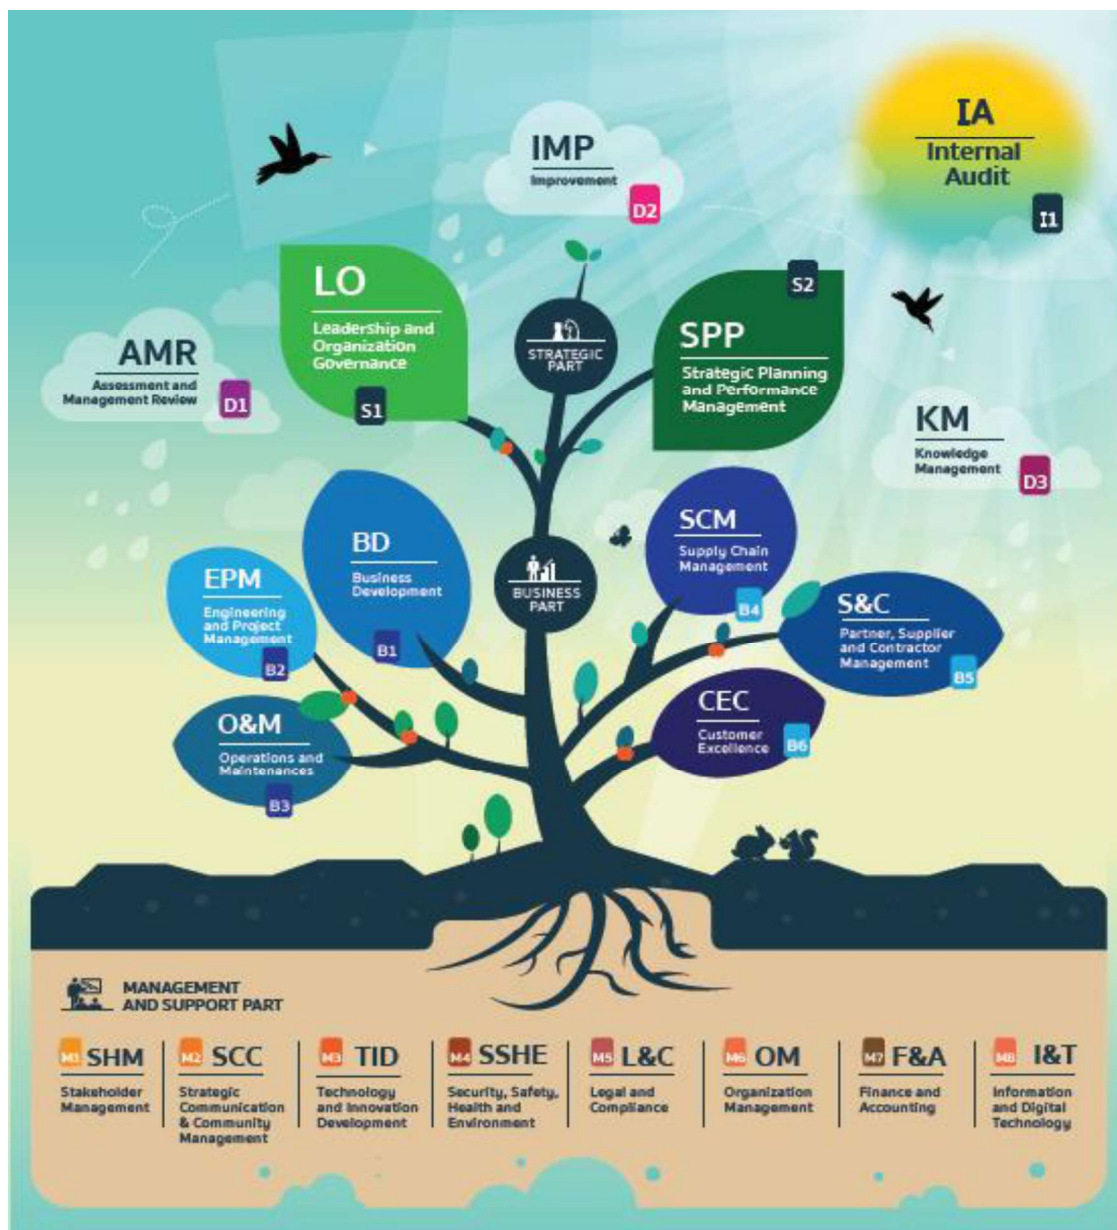 IMP
Improvement
D2
IA
Internal
Audit
I1
LO
Leadership and
Organization
Governance
S1
STRATEGIC
PART
S2
SPP
Strategic Planning
and Performance
Management
AMR
Assessment and
Management Review
D1
KM
Knowledge
Management
D3
BD
Business
Development
B1
BUSINESS
PART
SCM
Supply Chain
Management
B4
EPM
Engineering
and Project
Management
B2
S&C
Partner, Supplier
and Contractor
Management
B5
O&M
Operations and
Maintenances
B3
CEC
Customer
Excellence
B6
MANAGEMENT
AND SUPPORT PART
M1 SHM
Stakeholder
Management
M2 SCC
Strategic
Communication
& Community
Management
M3 TID
Technology
and Innovation
Development
M4 SSHE
Security, Safety,
Health and
Environment
M5 L&C
Legal and
Compliance
M6 OM
Organization
Management
M7 F&A
Finance and
Accounting
M8 I&T
Information
and Digital
Technology